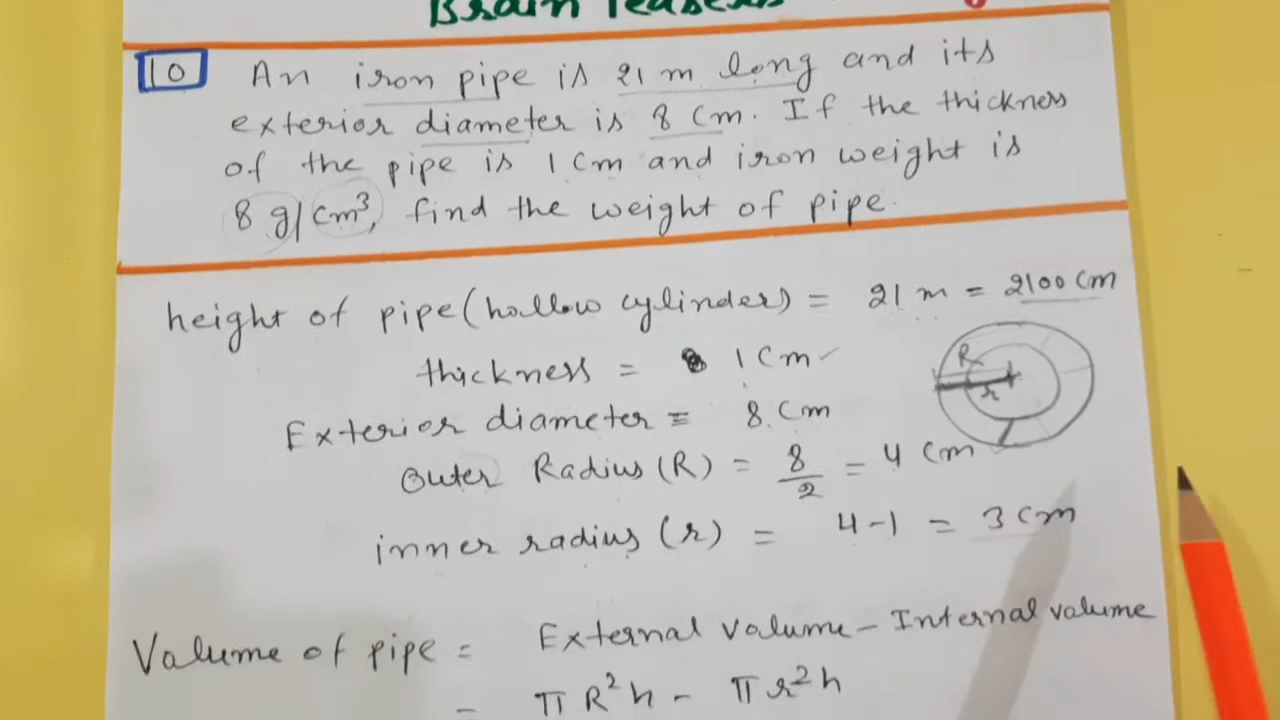 Brain Teasers
10 An iron pipe is 21 m long and its
exterior diameter is 8 cm. If the thickness
of the pipe is 1 cm and iron weight is
8 g/cm³, find the weight of pipe.
height of pipe (hollow cylinder) = 21 m = 2100 cm
thickness = 1 cm
R
r
Exterior diameter = 8 cm
Outer Radius (R) = 8/2 = 4 cm
inner radius (r) = 4-1 = 3 cm
Volume of pipe = External volume - Internal volume
= πR²h - πr²h